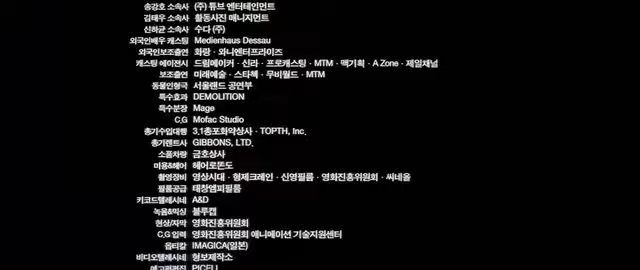 송강호 소속사 (주) 튜브 엔터테인먼트
김태우 소속사 활동사진 매니지먼트
신하균 소속사 수다 (주)
외국인배우 캐스팅 Medienhaus Dessau
외국인보조출연 화랑 · 와니엔터프라이즈
캐스팅 에이전시 드림메이커 · 신라 · 프로캐스팅 · MTM · 맥기획 · A Zone · 제일채널
보조출연 미래예술 · 스타첵 · 무비월드 · MTM
동물인형극 서울랜드 공연부
특수효과 DEMOLITION
특수분장 Mage
C.G Mofac Studio
총기수입대행 3.1총포화약상사 · TOPTH, Inc.
총기렌트사 GIBBONS, LTD.
소품차량 금호상사
미용&헤어 헤어로돈도
촬영장비 영상시대 · 형제크레인 · 신영필름 · 영화진흥위원회 · 씨네올
필름공급 태창엠피필름
키코드텔레시네 A&D
녹음&믹싱 블루캡
현상/자막 영화진흥위원회
C.G 입력 영화진흥위원회 애니메이션 기술지원센터
옵티칼 IMAGICA(일본)
비디오텔레시네 형보제작소
예고편편집 PICELI